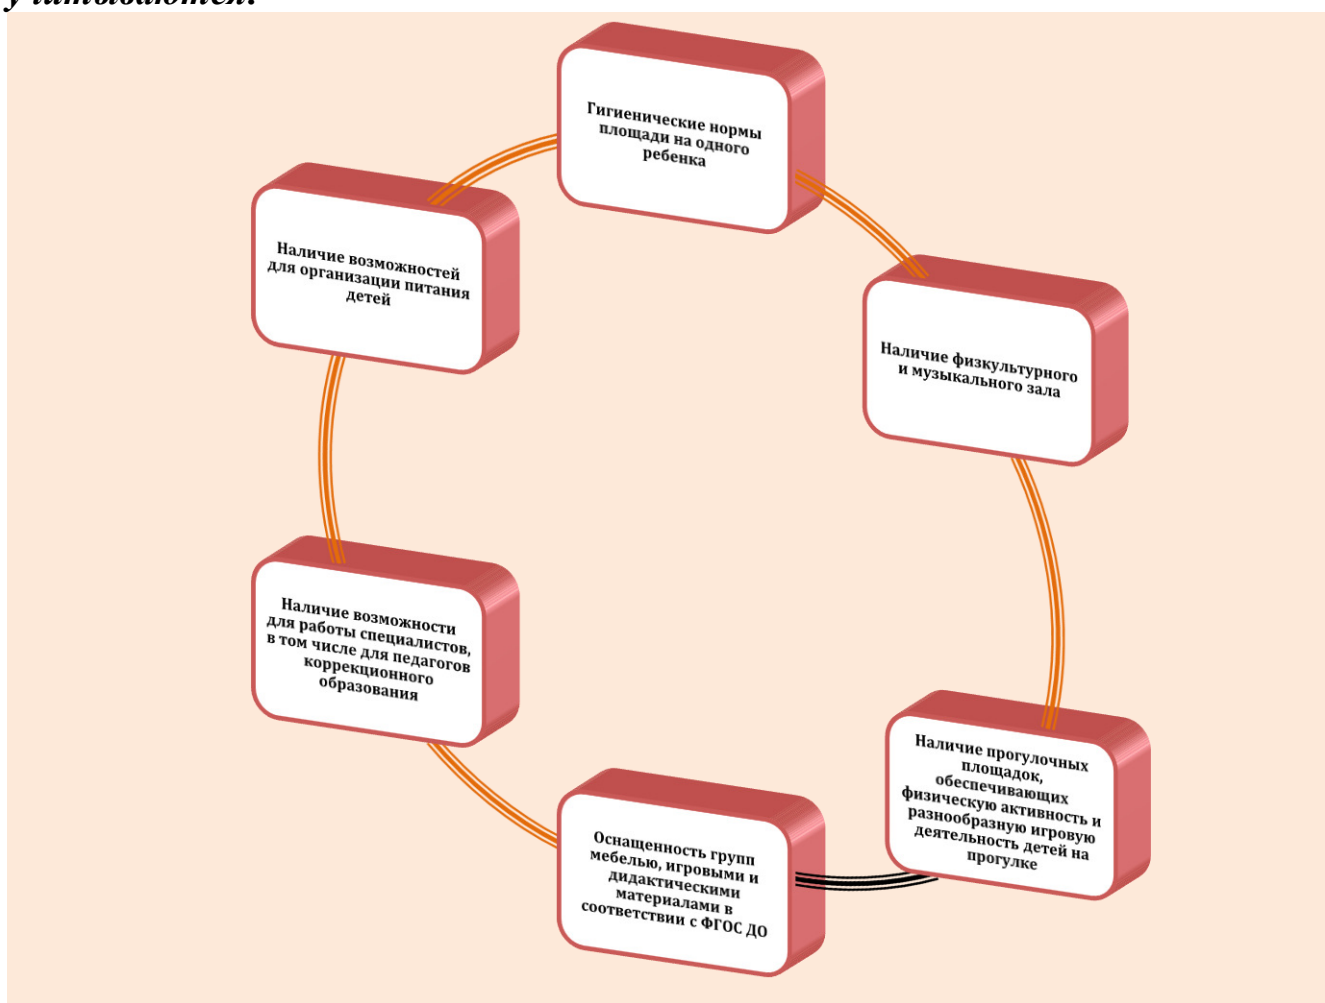 учитываются:
Гигиенические нормы
площади на одного
ребенка
Наличие физкультурного
и музыкального зала
Наличие прогулочных
площадок,
обеспечивающих
физическую активность и
разнообразную игровую
деятельность детей на
прогулке
Оснащенность групп
мебелью, игровыми и
дидактическими
материалами в
соответствии с ФГОС ДО
Наличие возможности
для работы специалистов,
в том числе для педагогов
коррекционного
образования
Наличие возможностей
для организации питания
детей